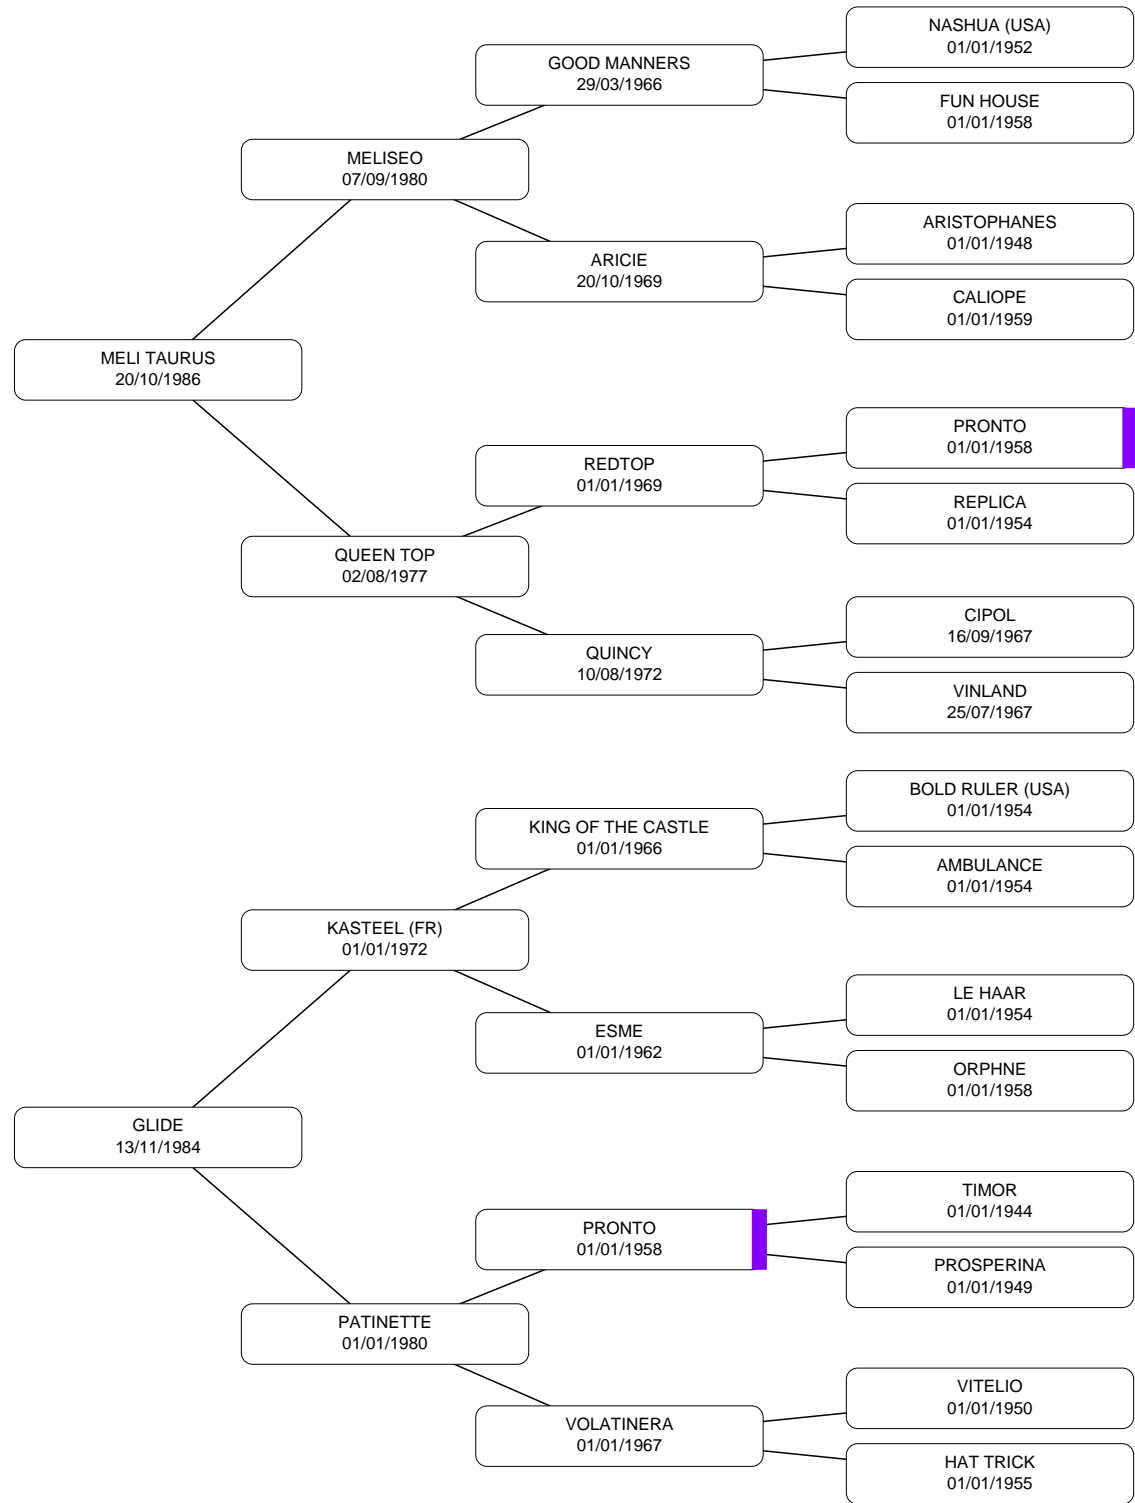 NASHUA (USA)
01/01/1952
GOOD MANNERS
29/03/1966
FUN HOUSE
01/01/1958
MELISEO
07/09/1980
ARISTOPHANES
01/01/1948
ARICIE
20/10/1969
CALIOPE
01/01/1959
MELI TAURUS
20/10/1986
PRONTO
01/01/1958
REDTOP
01/01/1969
REPLICA
01/01/1954
QUEEN TOP
02/08/1977
CIPOL
16/09/1967
QUINCY
10/08/1972
VINLAND
25/07/1967
BOLD RULER (USA)
01/01/1954
KING OF THE CASTLE
01/01/1966
AMBULANCE
01/01/1954
KASTEEL (FR)
01/01/1972
LE HAAR
01/01/1954
ESME
01/01/1962
ORPHNE
01/01/1958
GLIDE
13/11/1984
TIMOR
01/01/1944
PRONTO
01/01/1958
PROSPERINA
01/01/1949
PATINETTE
01/01/1980
VITELIO
01/01/1950
VOLATINERA
01/01/1967
HAT TRICK
01/01/1955